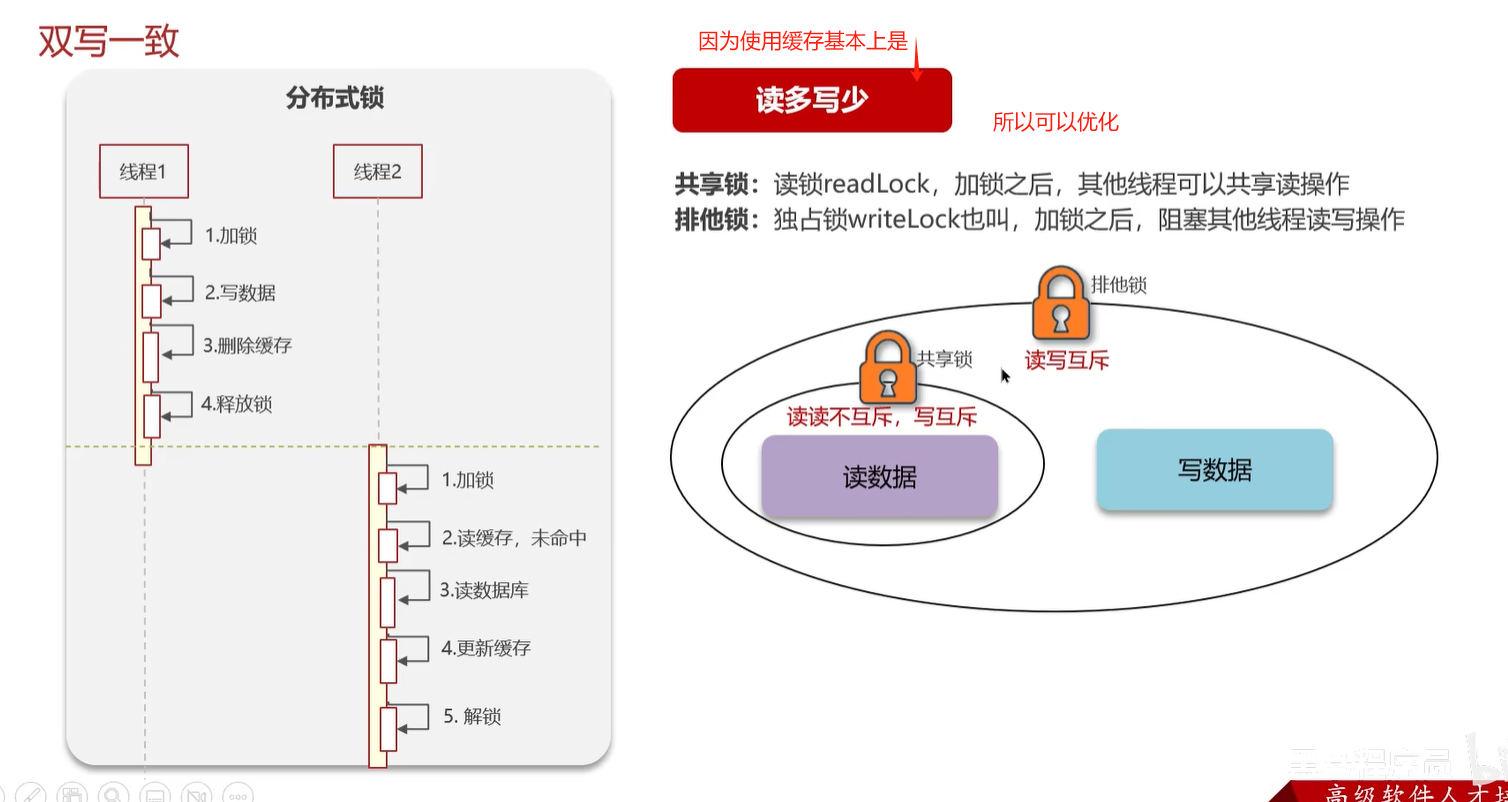 双写一致
分布式锁
线程1
线程2
1.加锁
2.写数据
3.删除缓存
4.释放锁
1.加锁
2.读缓存，未命中
3.读数据库
4.更新缓存
5. 解锁
因为使用缓存基本上是
读多写少
所以可以优化
共享锁：读锁readLock，加锁之后，其他线程可以共享读操作
排他锁：独占锁writeLock也叫，加锁之后，阻塞其他线程读写操作
排他锁
共享锁
读写互斥
读读不互斥，写互斥
读数据
写数据
程序员
高级软件人才培